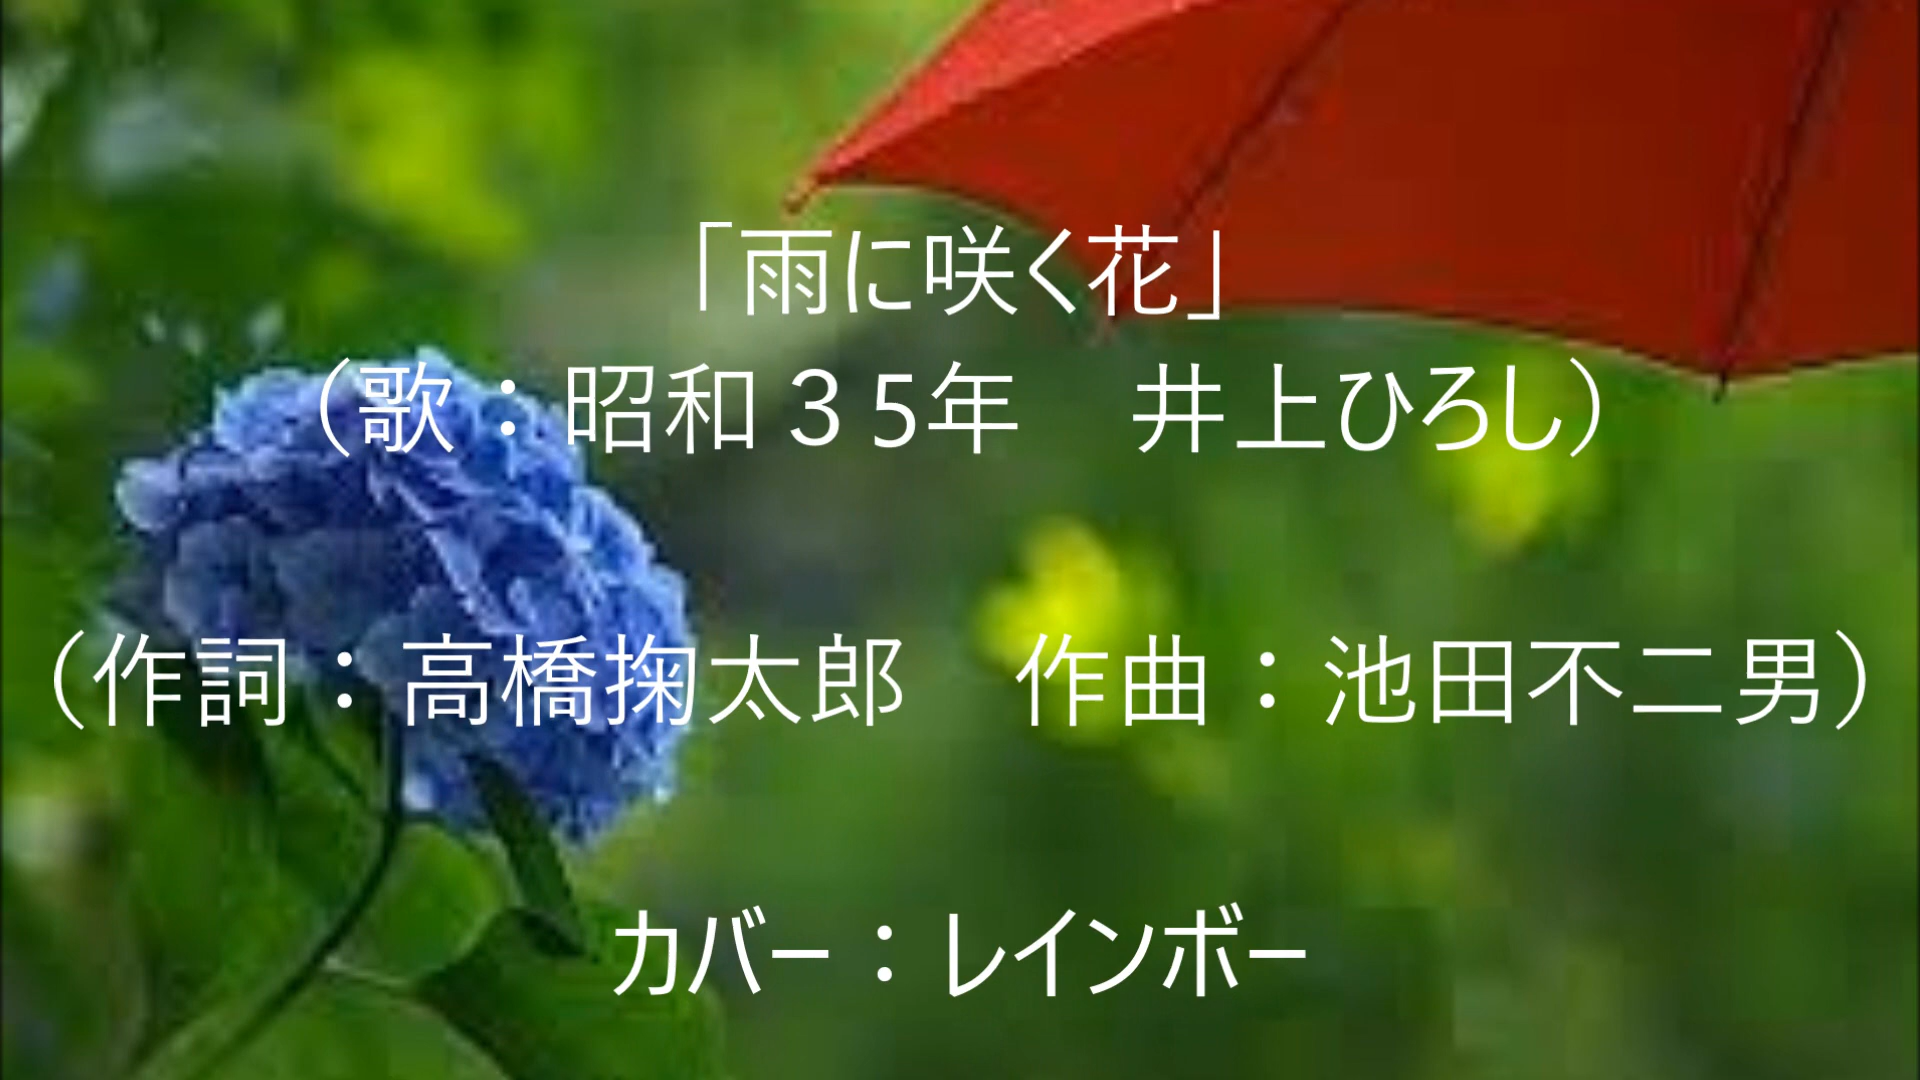 「雨に咲く花」
（歌：昭和３5年　井上ひろし）
（作詞：高橋掬太郎　作曲：池田不二男）
カバー：レインボー